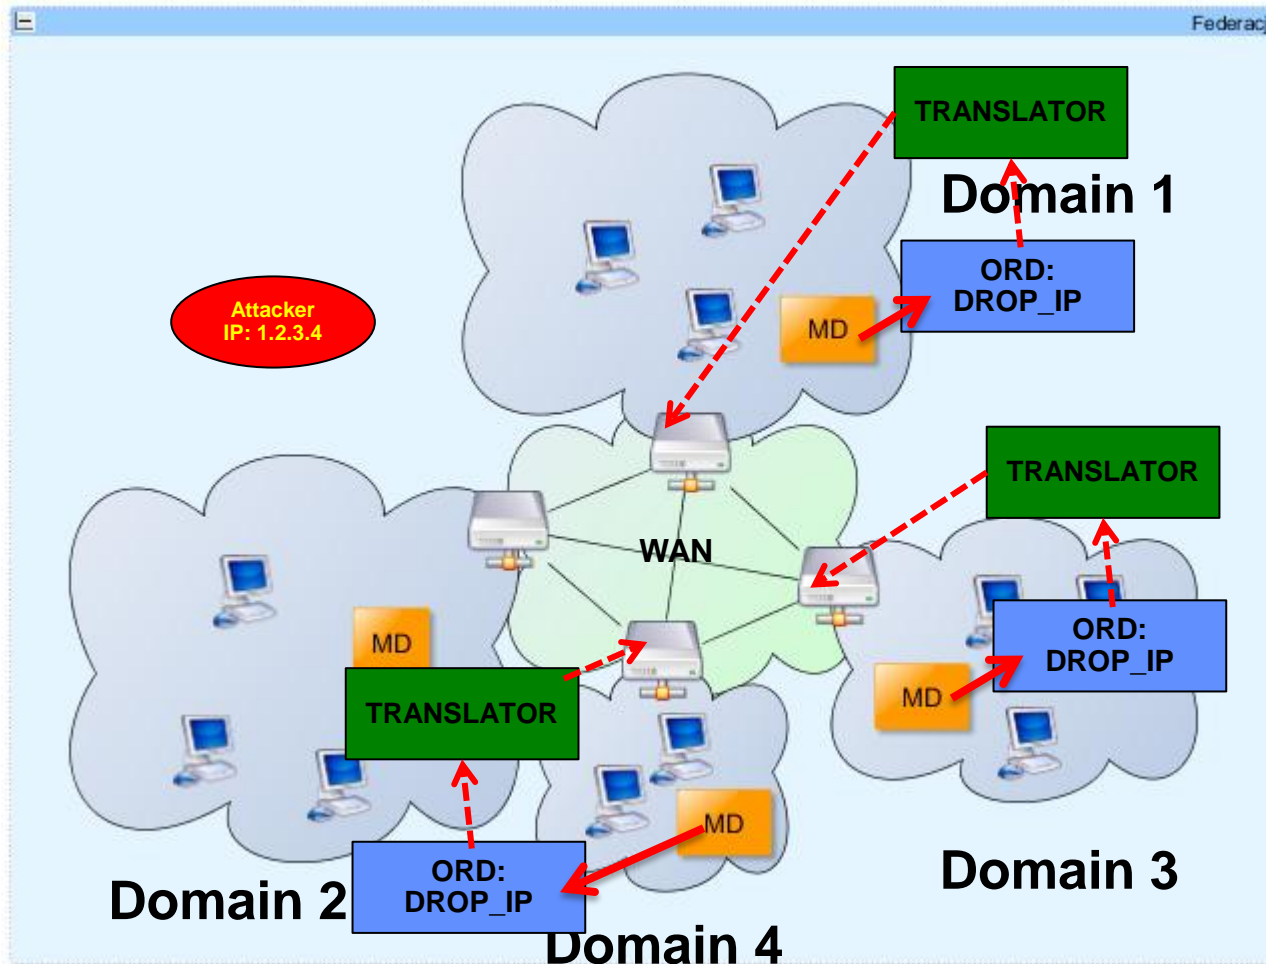 Federacj
TRANSLATOR
Domain 1
ORD:
DROP_IP
Attacker
IP: 1.2.3.4
MD
TRANSLATOR
WAN
MD
ORD:
DROP_IP
MD
TRANSLATOR
MD
Domain 3
ORD:
DROP_IP
Domain 2
Domain 4